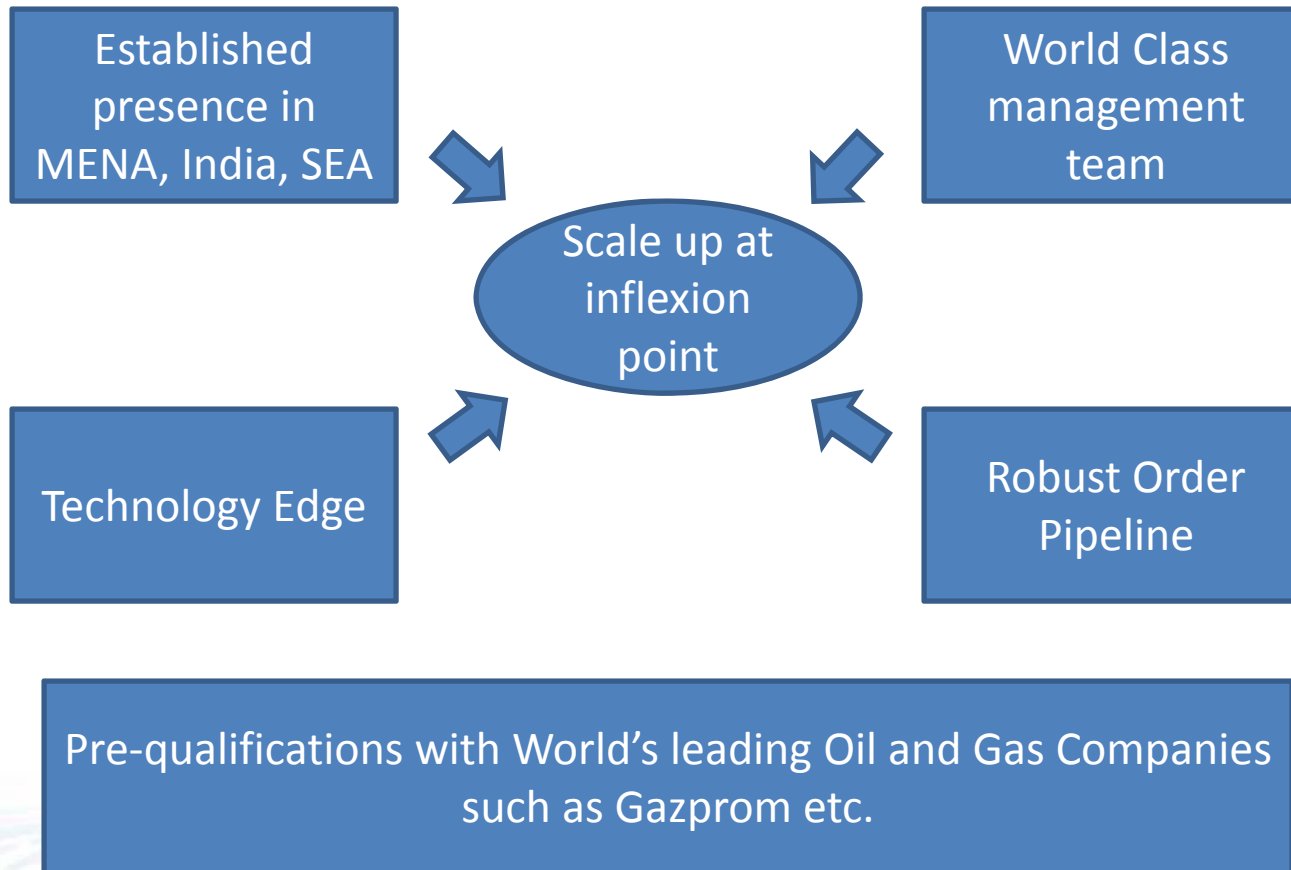 Established
presence in
MENA, India, SEA
World Class
management
team
Scale up at
inflexion
point
Technology Edge
Robust Order
Pipeline
Pre-qualifications with World’s leading Oil and Gas Companies
such as Gazprom etc.